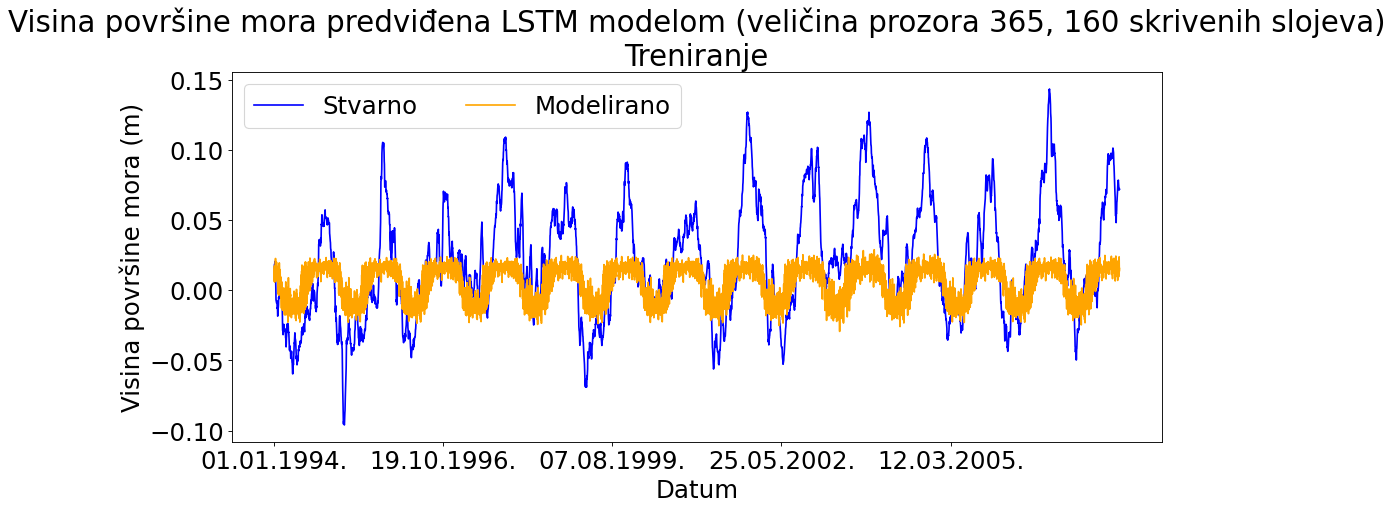 Visina površine mora predviđena LSTM modelom (veličina prozora 365, 160 skrivenih slojeva)
Treniranje
Stvarno Modelirano
Visina površine mora (m)
0.15
0.10
0.05
0.00
−0.05
−0.10
01.01.1994. 19.10.1996. 07.08.1999. 25.05.2002. 12.03.2005.
Datum